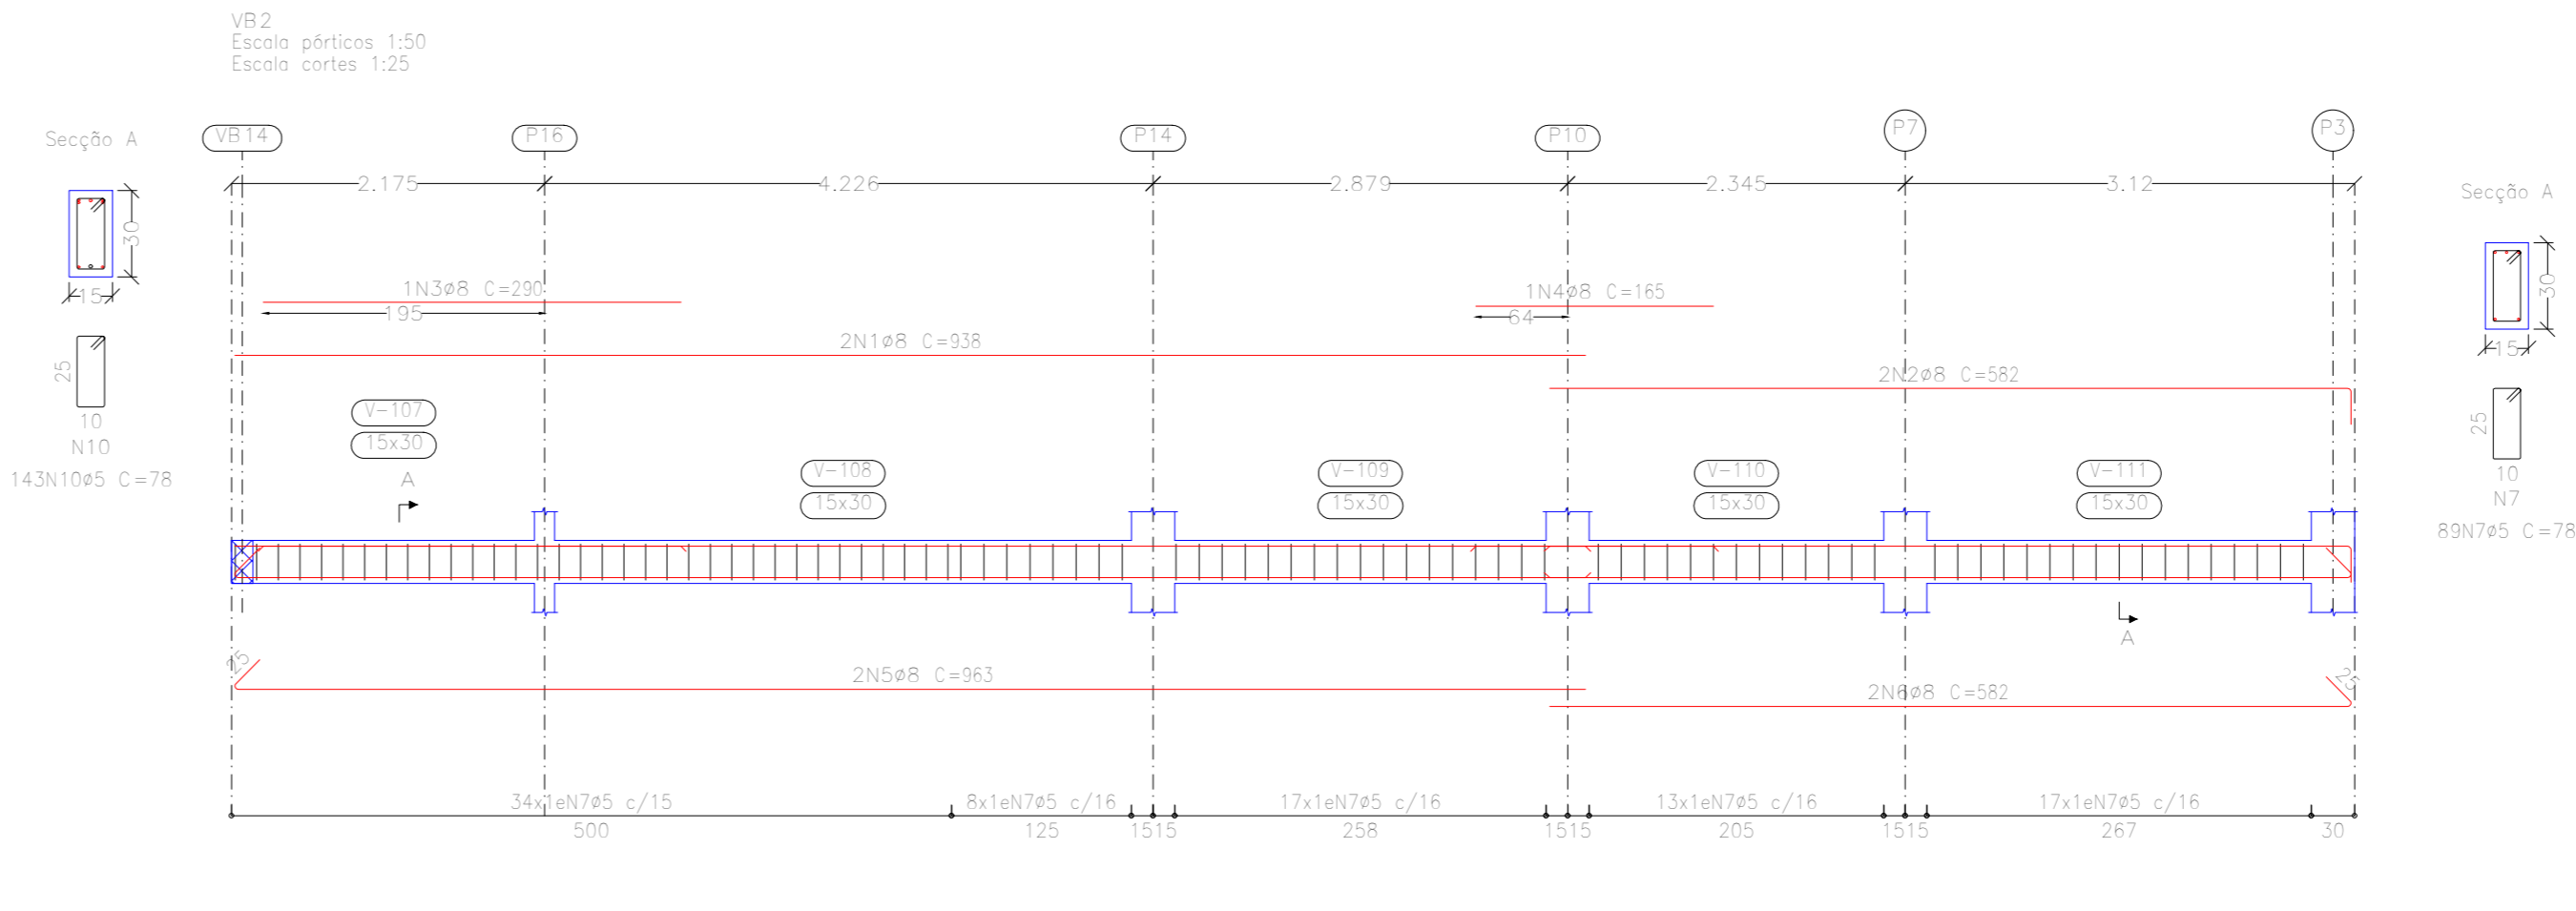 VB2
Escala pórticos 1:50
Escala cortes 1:25
Secção A
VB14
P16
P14
P10
P7
P3
2.175
4.226
2.879
2.345
3.12
Secção A
30
15
30
15
1N3ø8 C=290
195
1N4ø8 C=165
64
2N1ø8 C=938
2N2ø8 C=582
25
10
N10
143N10ø5 C=78
25
10
N7
89N7ø5 C=78
V-107
15x30
A
V-108
15x30
V-109
15x30
V-110
15x30
V-111
15x30
A
25
2N5ø8 C=963
2N6ø8 C=582
25
34x1eN7ø5 c/15
8x1eN7ø5 c/16
17x1eN7ø5 c/16
13x1eN7ø5 c/16
17x1eN7ø5 c/16
500
125
1515
258
1515
205
1515
267
30